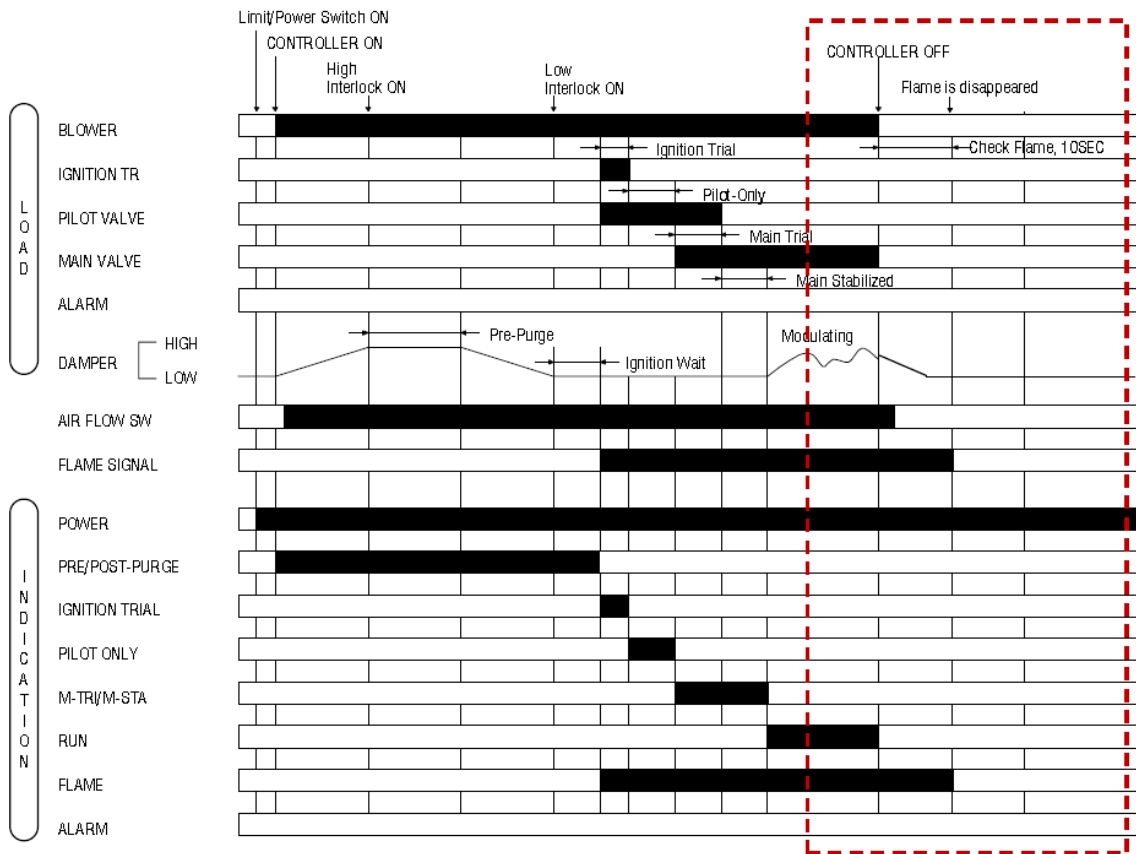 Limit/Power Switch ON
CONTROLLER ON
CONTROLLER OFF
High
Interlock ON
Low
Interlock ON
Flame is disappeared
LOAD
BLOWER
Ignition Trial
Check Flame, 10SEC
IGNITION TR
Pilot-Only
PILOT VALVE
Main Trial
MAIN VALVE
Main Stabilized
ALARM
Pre-Purge
Modulating
DAMPER
HIGH
LOW
Ignition Wait
AIR FLOW SW
FLAME SIGNAL
INDICATION
POWER
PRE/POST-PURGE
IGNITION TRIAL
PILOT ONLY
M-TRI/M-STA
RUN
FLAME
ALARM